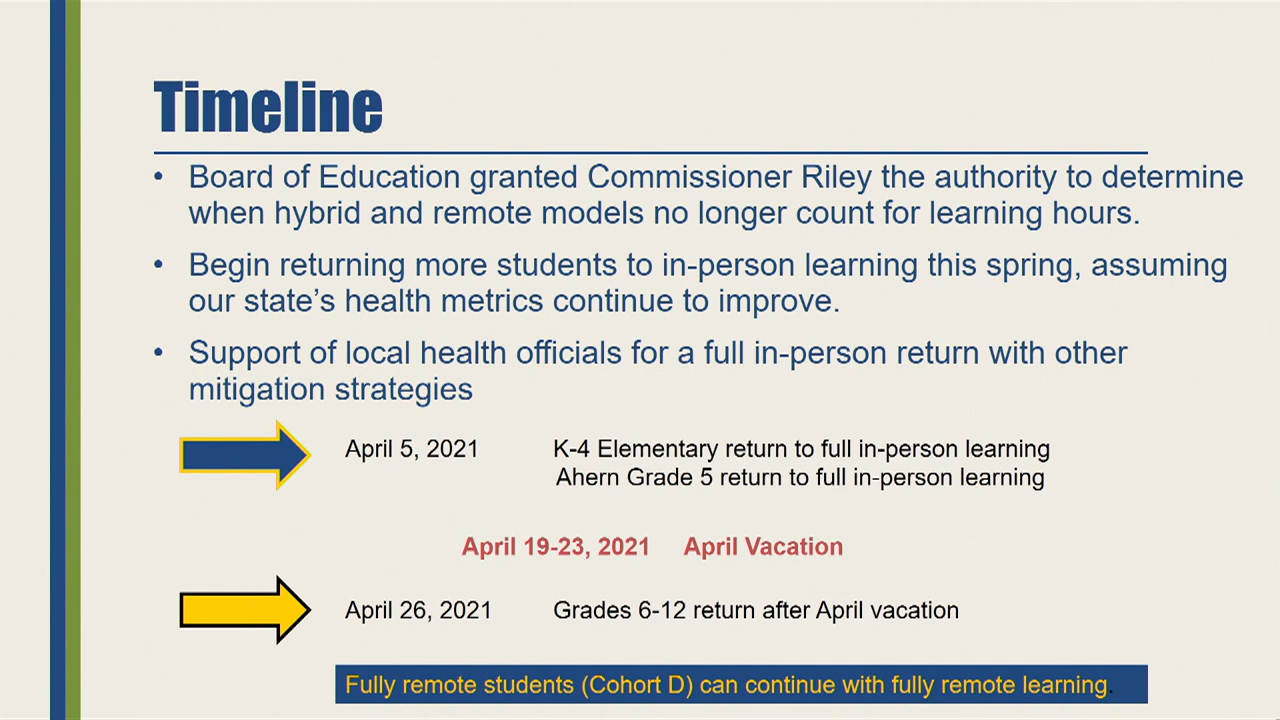 Timeline
• Board of Education granted Commissioner Riley the authority to determine
when hybrid and remote models no longer count for learning hours.
• Begin returning more students to in-person learning this spring, assuming
our state’s health metrics continue to improve.
• Support of local health officials for a full in-person return with other
mitigation strategies
April 5, 2021 K-4 Elementary return to full in-person learning
Ahern Grade 5 return to full in-person learning
April 19-23, 2021 April Vacation
April 26, 2021 Grades 6-12 return after April vacation
Fully remote students (Cohort D) can continue with fully remote learning.